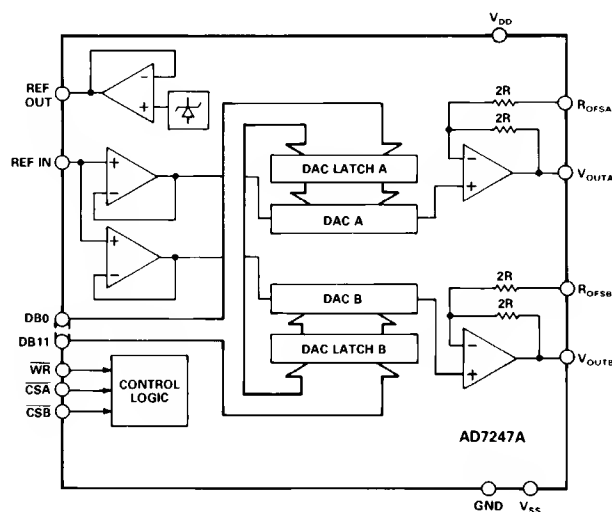 V_DD
REF OUT
REF IN
2R
R_OFSA
2R
DAC LATCH A
V_OUTA
DAC A
DB0
DB11
DAC B
DAC LATCH B
2R
R_OFSB
2R
V_OUTB
WR
CSA
CSB
CONTROL
LOGIC
AD7247A
GND
V_SS